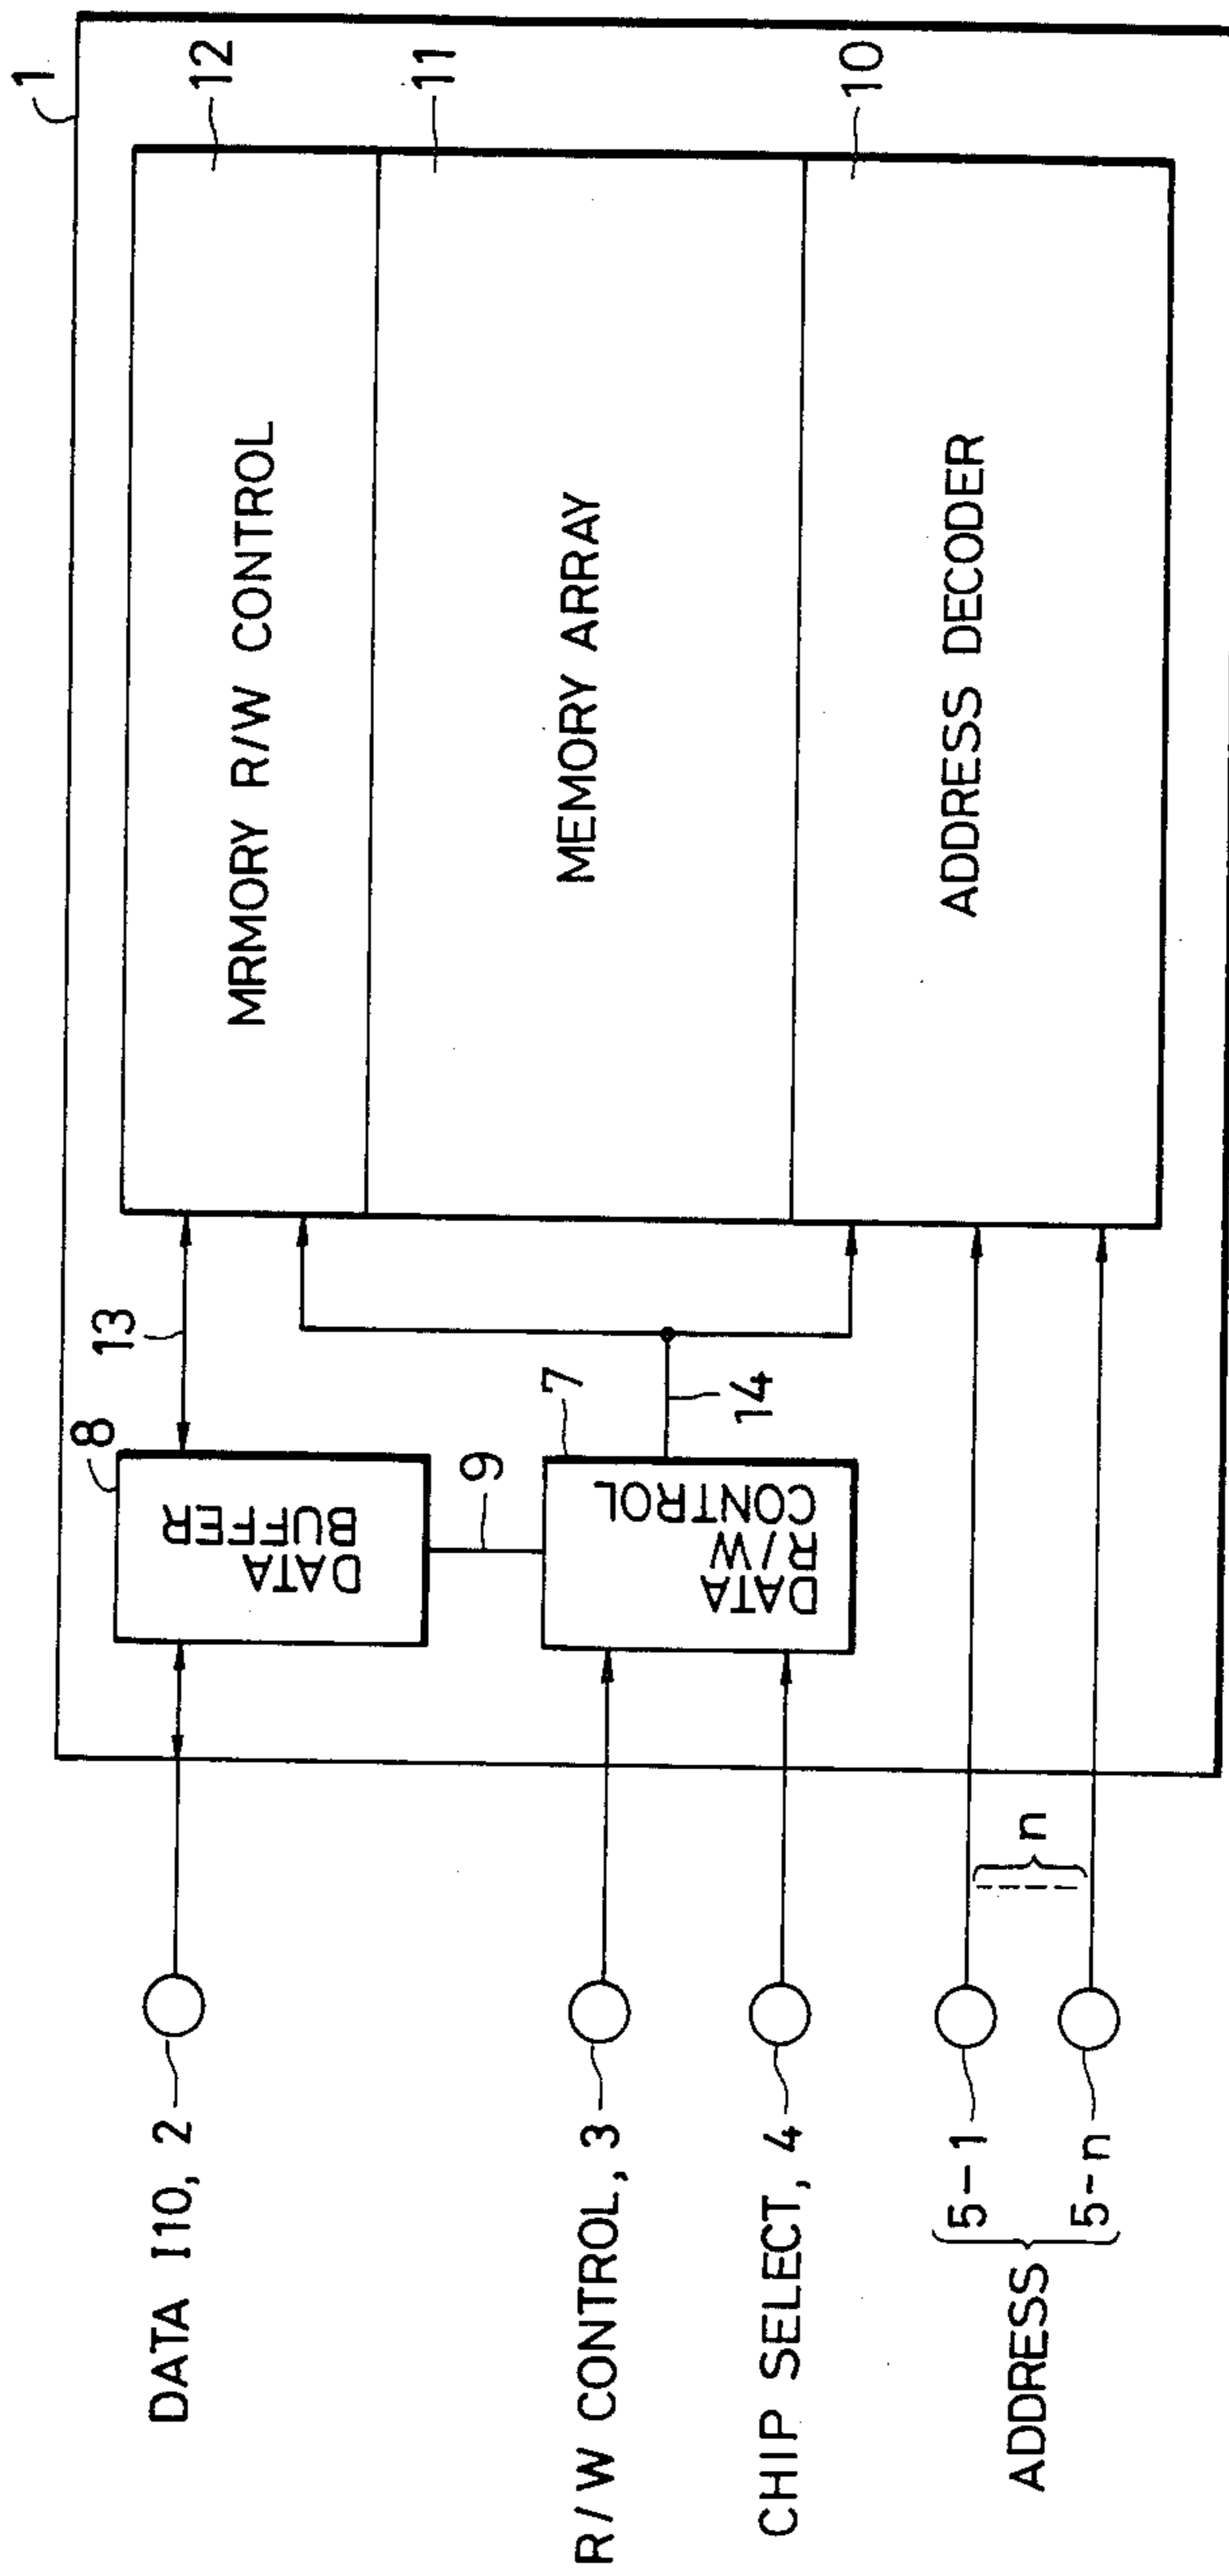 1
12
11
10
MRMORY R/W CONTROL
MEMORY ARRAY
ADDRESS DECODER
13
8
DATA
BUFFER
9
7
DATA
R/W
CONTROL
14
n
DATA I10, 2
R/W CONTROL, 3
CHIP SELECT, 4
5-1
5-n
ADDRESS